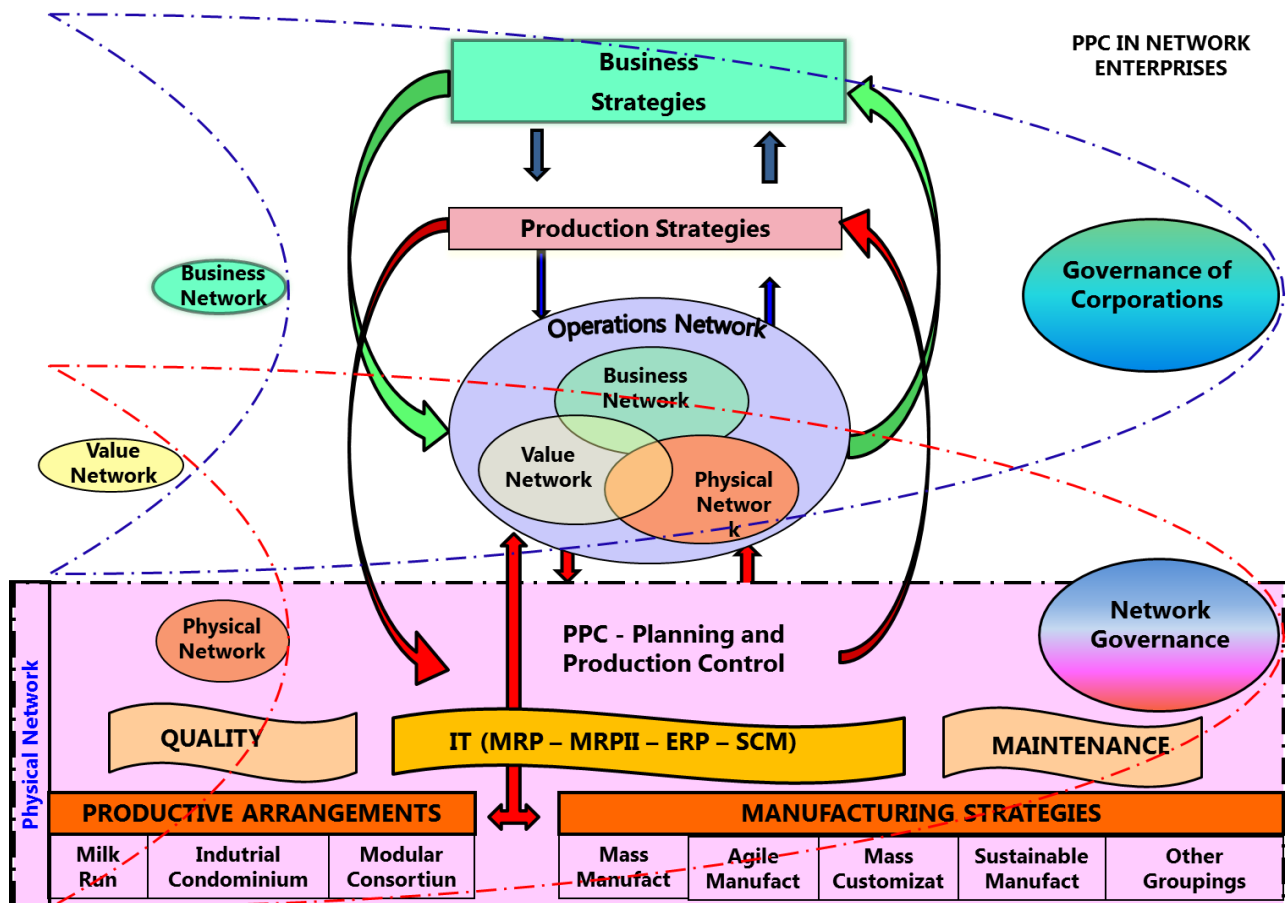 PPC IN NETWORK
ENTERPRISES
Business
Strategies
Production Strategies
Business
Network
Governance of
Corporations
Operations Network
Business
Network
Value
Network
Value
Network
Physical
Networ
k
Physical
Network
PPC - Planning and
Production Control
Network
Governance
Physical Network
QUALITY
IT (MRP – MRPII – ERP – SCM)
MAINTENANCE
PRODUCTIVE ARRANGEMENTS
MANUFACTURING STRATEGIES
Milk
Run
Indutrial
Condominium
Modular
Consortiun
Mass
Manufact
Agile
Manufact
Mass
Customizat
Sustainable
Manufact
Other
Groupings